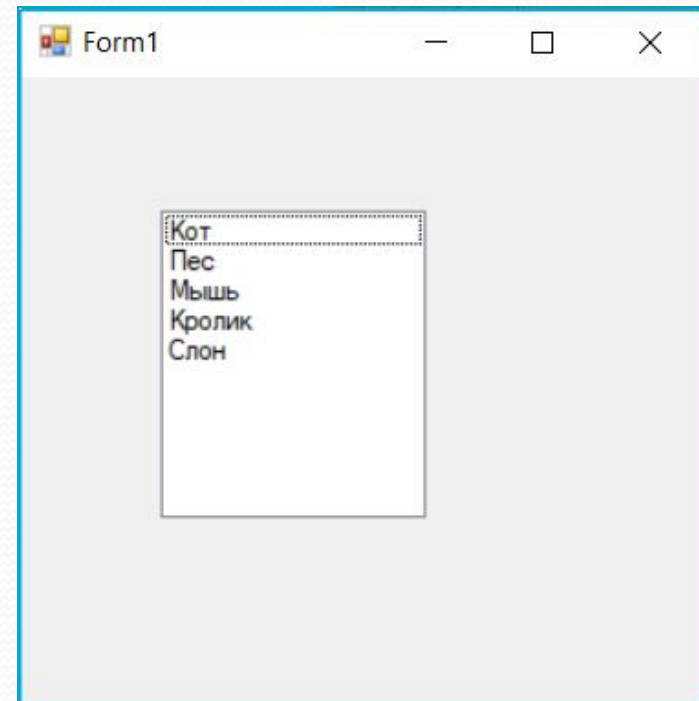 Form1
Кот
Пес
Мышь
Кролик
Слон